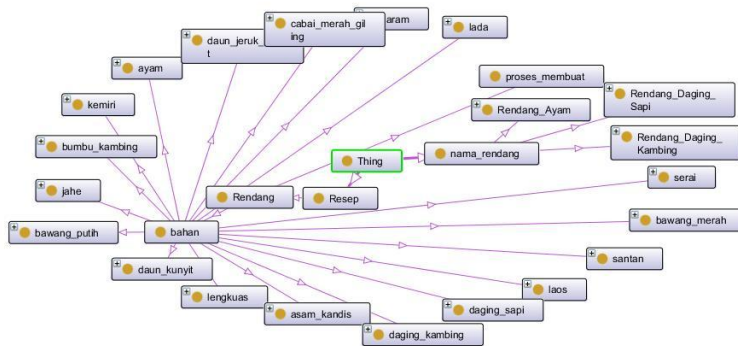 cabai_merah_gil
ing
aram
lada
daun_jeruk_
t
ayam
proses_membuat
kemiri
Rendang_Daging_
Sapi
Rendang_Ayam
bumbu_kambing
Rendang_Daging_
Kambing
Thing
nama_rendang
serai
jahe
Rendang
Resep
bawang_merah
bawang_putih
bahan
santan
daun_kunyit
laos
lengkuas
daging_sapi
asam_kandis
daging_kambing